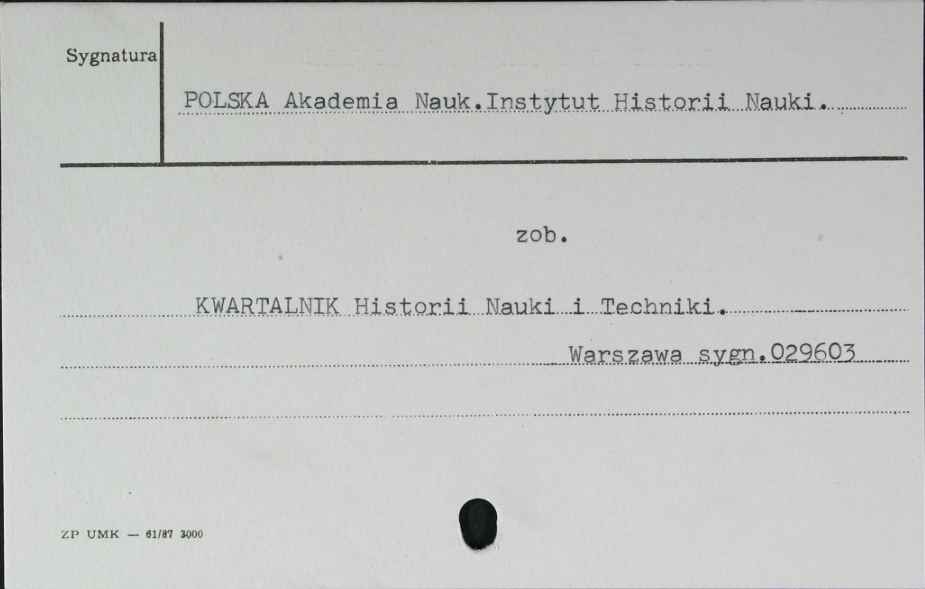 Sygnatura
POLSKA Akademia Nauk.Instytut Historii Nauki.
zob.
KWARTALNIK Historii Nauki i Techniki.
Warszawa sygn.029603
ZP UMK — 61/87 3000